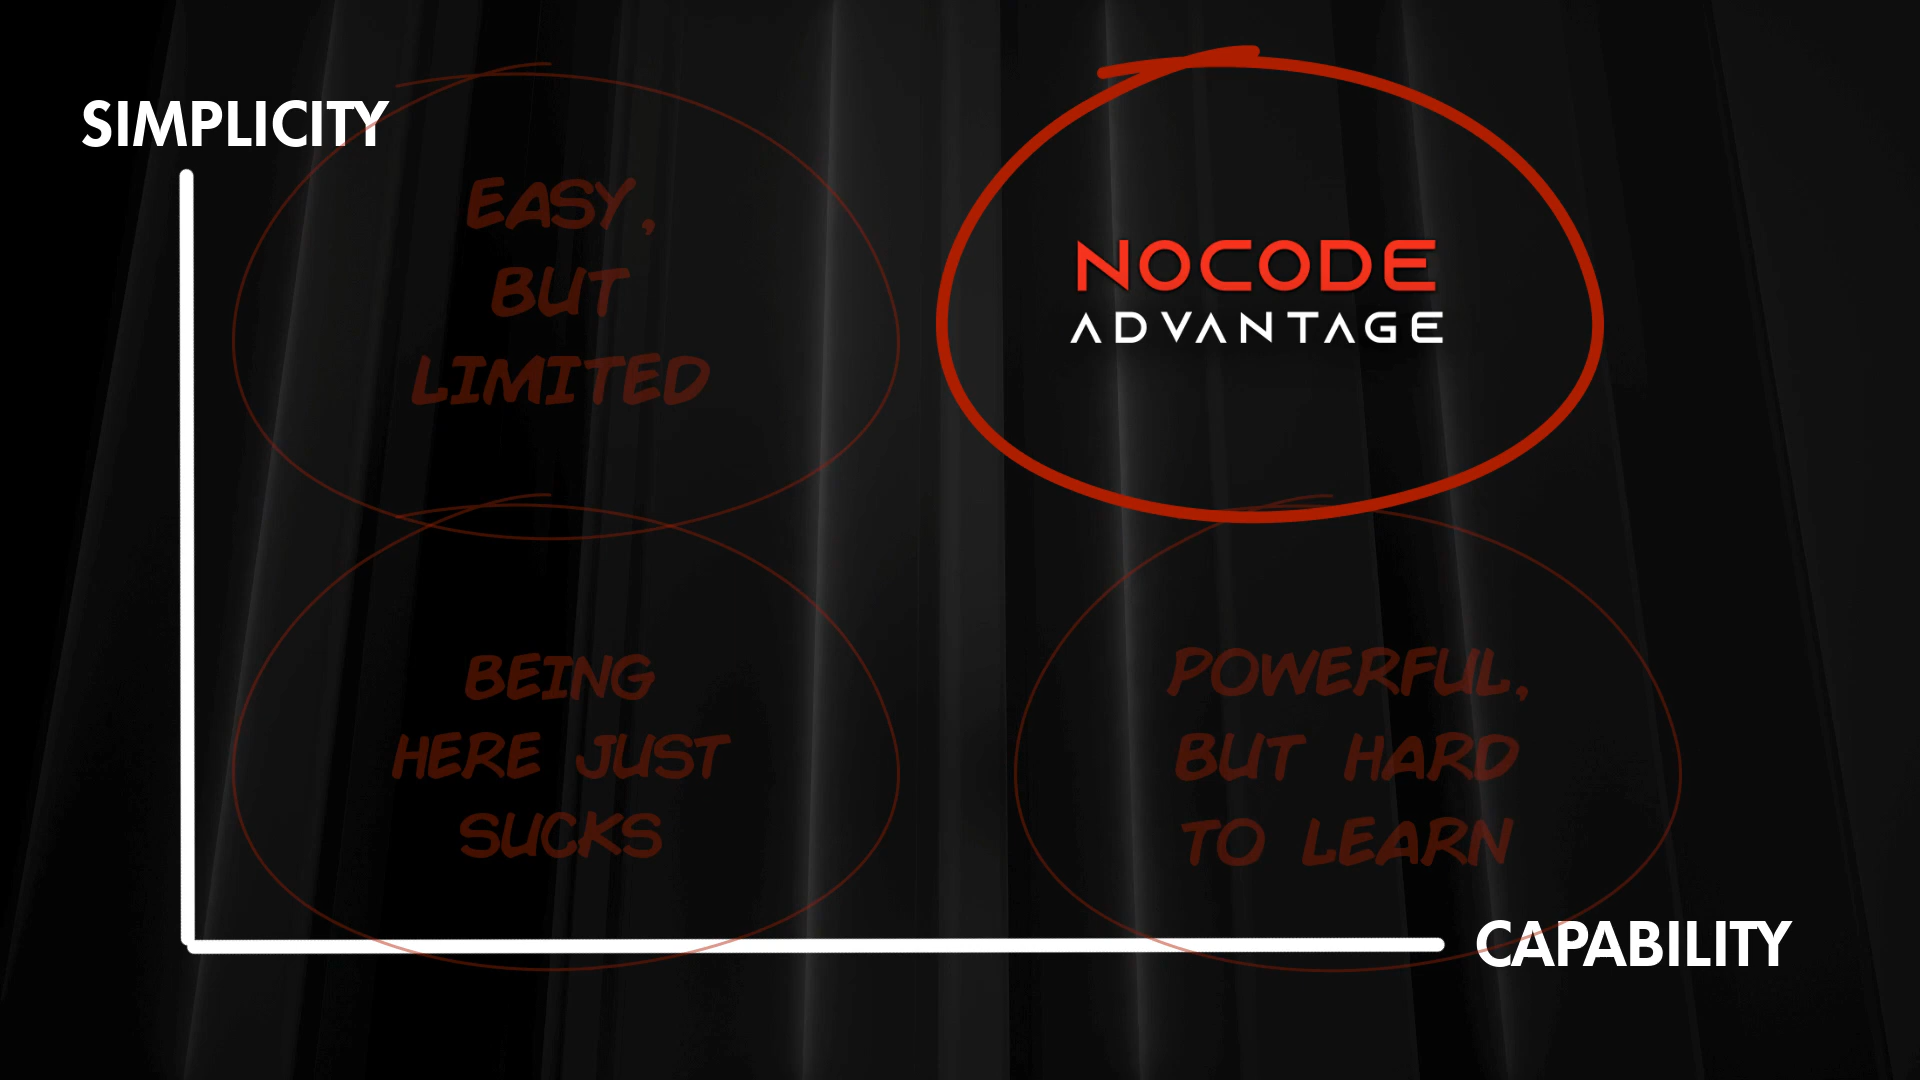 SIMPLICITY
EASY,
BUT
LIMITED
NOCODE
ADVANTAGE
BEING
HERE JUST
SUCKS
POWERFUL,
BUT HARD
TO LEARN
CAPABILITY